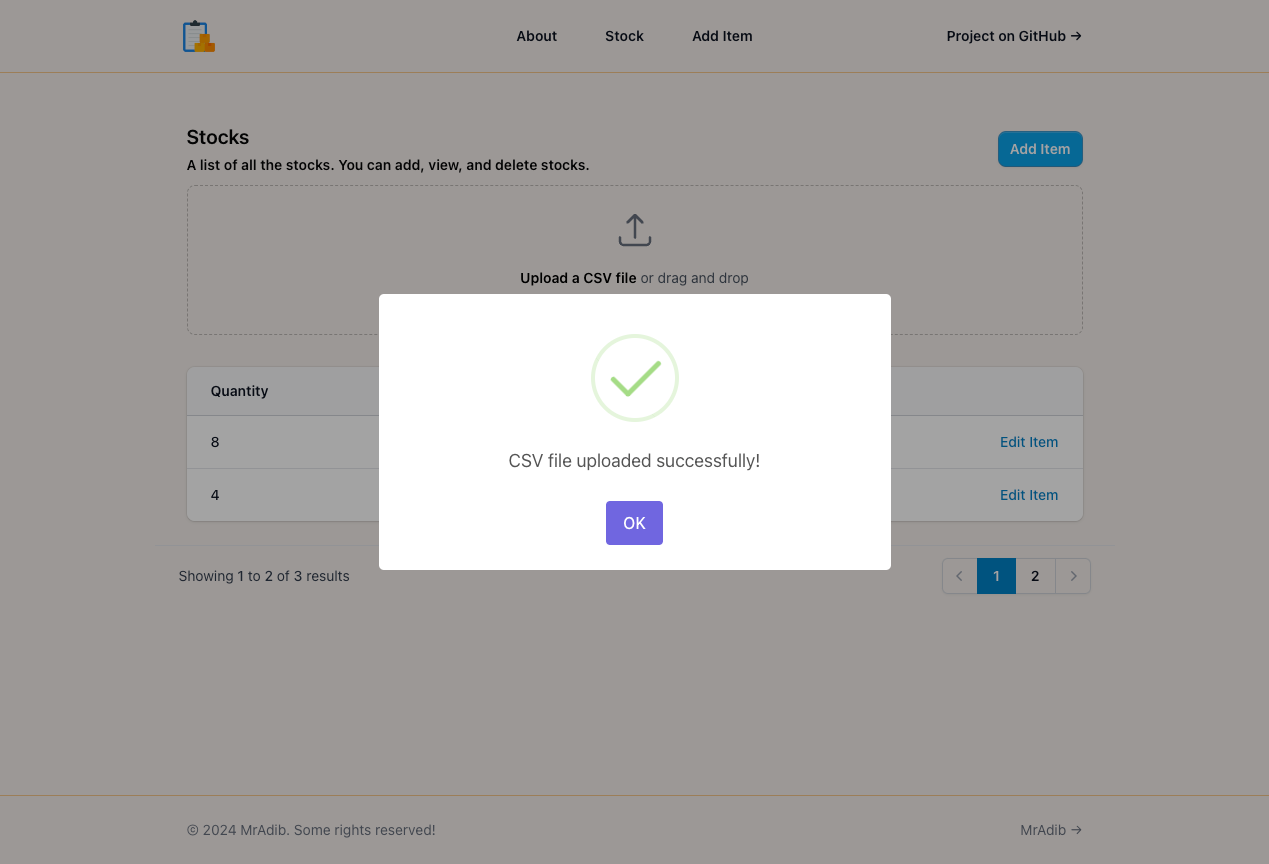 About
Stock
Add Item
Project on GitHub →
Stocks
A list of all the stocks. You can add, view, and delete stocks.
Add Item
Upload a CSV file or drag and drop
CSV file uploaded successfully!
OK
Quantity
8
Edit Item
4
Edit Item
Showing 1 to 2 of 3 results
1
2
© 2024 MrAdib. Some rights reserved!
MrAdib →